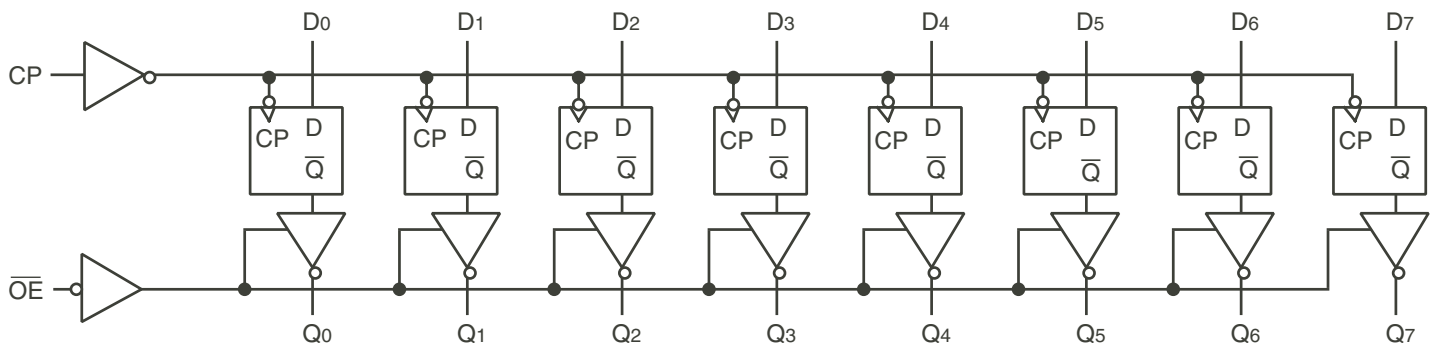 D0 D1 D2 D3 D4 D5 D6 D7
CP
CP D CP D CP D CP D CP D CP D CP D CP D
Q̅ Q̅ Q̅ Q̅ Q̅ Q̅ Q̅ Q̅
O̅E̅
Q0 Q1 Q2 Q3 Q4 Q5 Q6 Q7